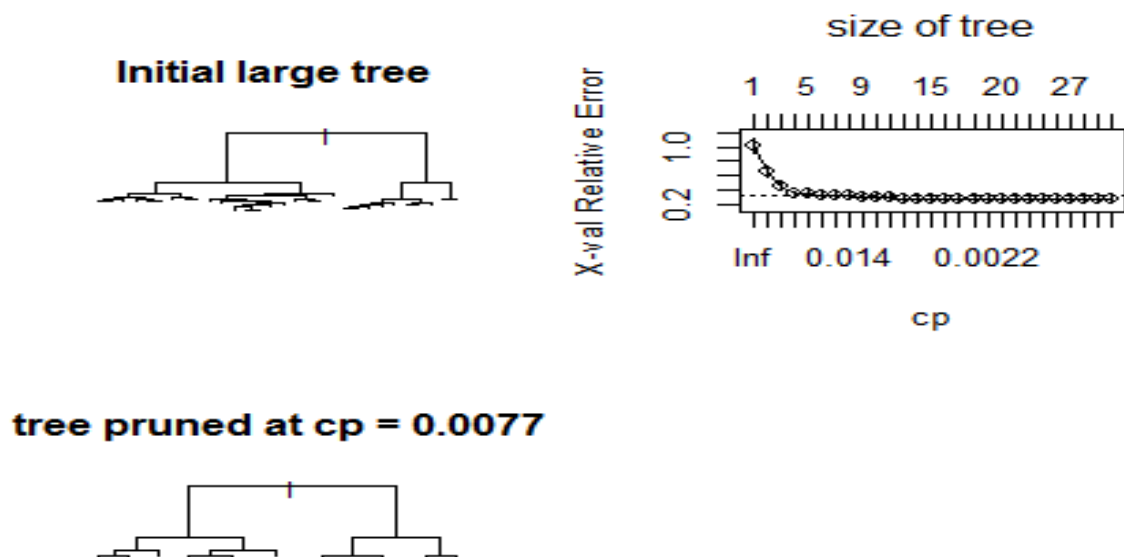 Initial large tree
size of tree
1 5 9 15 20 27
X-val Relative Error
1.0
0.2
Inf 0.014 0.0022
cp
tree pruned at cp = 0.0077